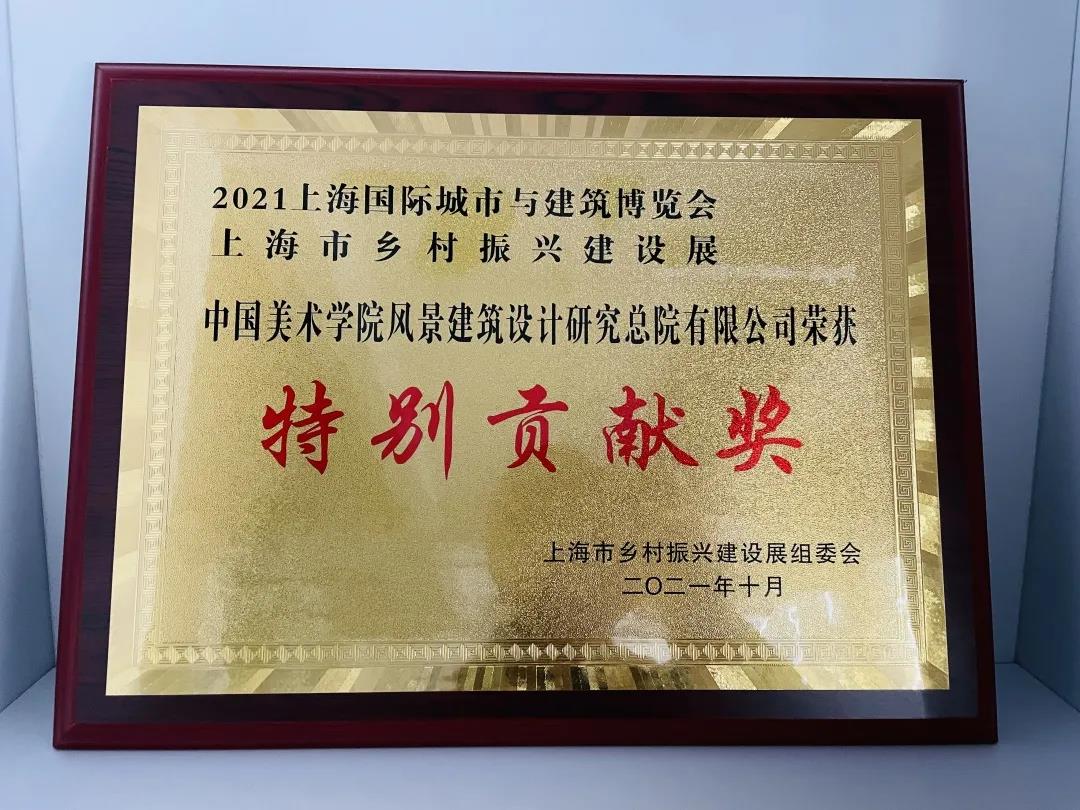 2021上海国际城市与建筑博览会
上海市乡村振兴建设展
中国美术学院风景建筑设计研究总院有限公司荣获
特别贡献奖
上海市乡村振兴建设展组委会
二〇二一年十月